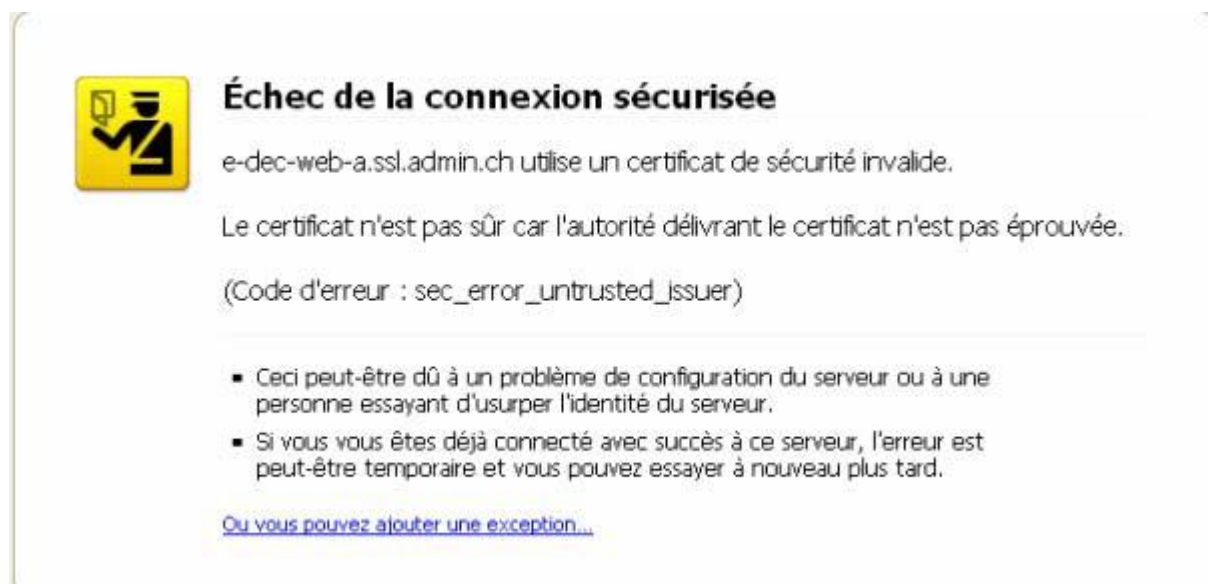 Échec de la connexion sécurisée
e-dec-web-a.ssl.admin.ch utilise un certificat de sécurité invalide.
Le certificat n'est pas sûr car l'autorité délivrant le certificat n'est pas éprouvée.
(Code d'erreur : sec_error_untrusted_issuer)
▪ Ceci peut-être dû à un problème de configuration du serveur ou à une
personne essayant d'usurper l'identité du serveur.
▪ Si vous vous êtes déjà connecté avec succès à ce serveur, l'erreur est
peut-être temporaire et vous pouvez essayer à nouveau plus tard.
Ou vous pouvez ajouter une exception...